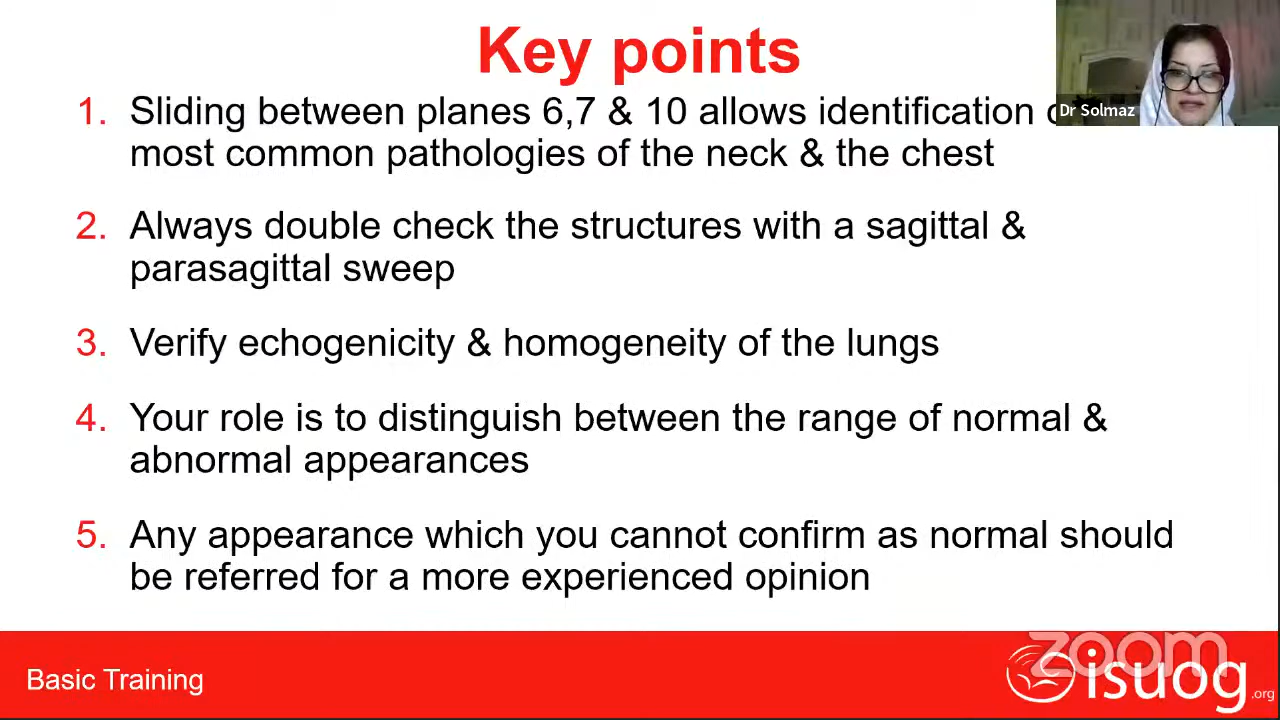 Key points
1. Sliding between planes 6,7 & 10 allows identification
most common pathologies of the neck & the chest
2. Always double check the structures with a sagittal &
parasagittal sweep
3. Verify echogenicity & homogeneity of the lungs
4. Your role is to distinguish between the range of normal &
abnormal appearances
5. Any appearance which you cannot confirm as normal should
be referred for a more experienced opinion
Dr Solmaz
Basic Training
zoom
isuog.org